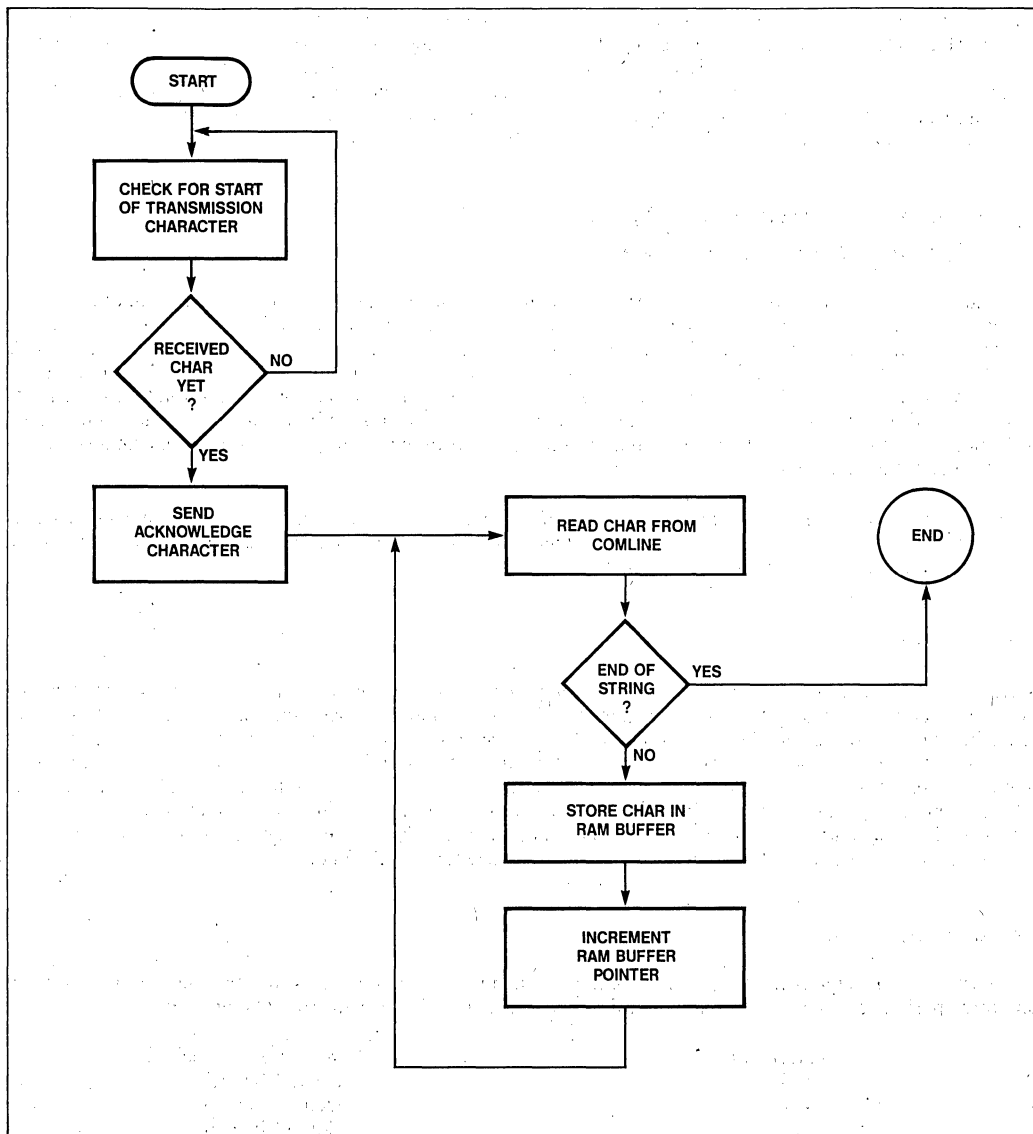 START
CHECK FOR START
OF TRANSMISSION
CHARACTER
RECEIVED
CHAR
YET
?
NO
YES
SEND
ACKNOWLEDGE
CHARACTER
READ CHAR FROM
COMLINE
END
END OF
STRING
?
YES
NO
STORE CHAR IN
RAM BUFFER
INCREMENT
RAM BUFFER
POINTER